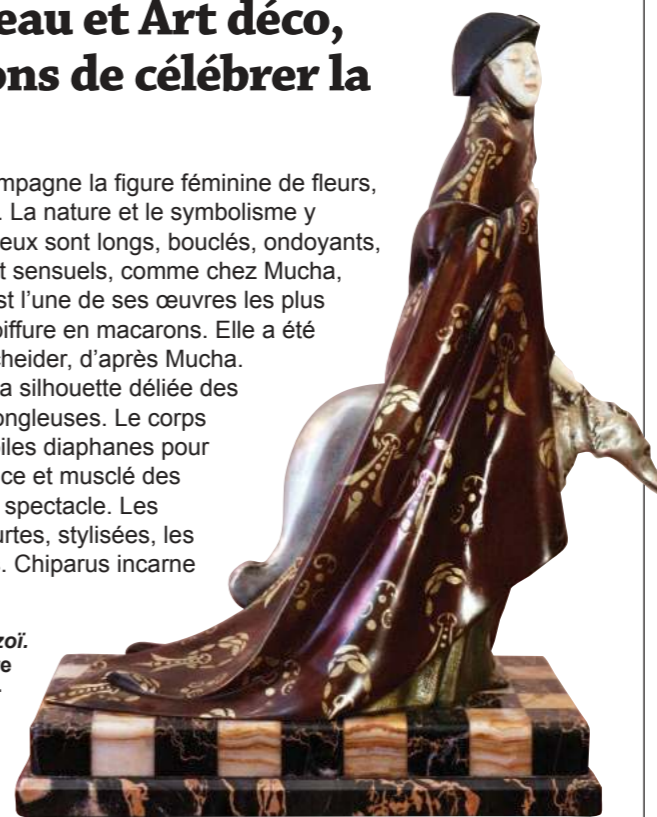 eau et Art déco,
ons de célébrer la
mpagne la figure féminine de fleurs,
. La nature et le symbolisme y
eux sont longs, bouclés, ondoyants,
t sensuels, comme chez Mucha,
st l’une de ses œuvres les plus
oiffure en macarons. Elle a été
cheider, d’après Mucha.
a silhouette déliée des
ongleuses. Le corps
iles diaphanes pour
ce et musclé des
spectacle. Les
urtes, stylisées, les
. Chiparus incarne
zoï.
re